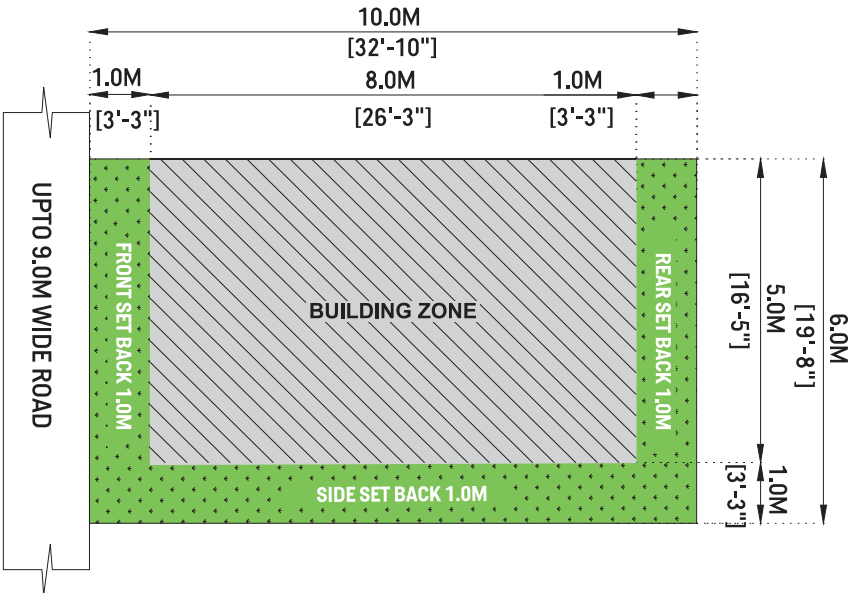 10.0M
[32'-10"]
1.0M
8.0M
1.0M
[3'-3"]
[26'-3"]
[3'-3"]
UPTO 9.0M WIDE ROAD
FRONT SET BACK 1.0M
BUILDING ZONE
REAR SET BACK 1.0M
SIDE SET BACK 1.0M
5.0M
[16'-5"]
6.0M
[19'-8"]
1.0M
[3'-3"]